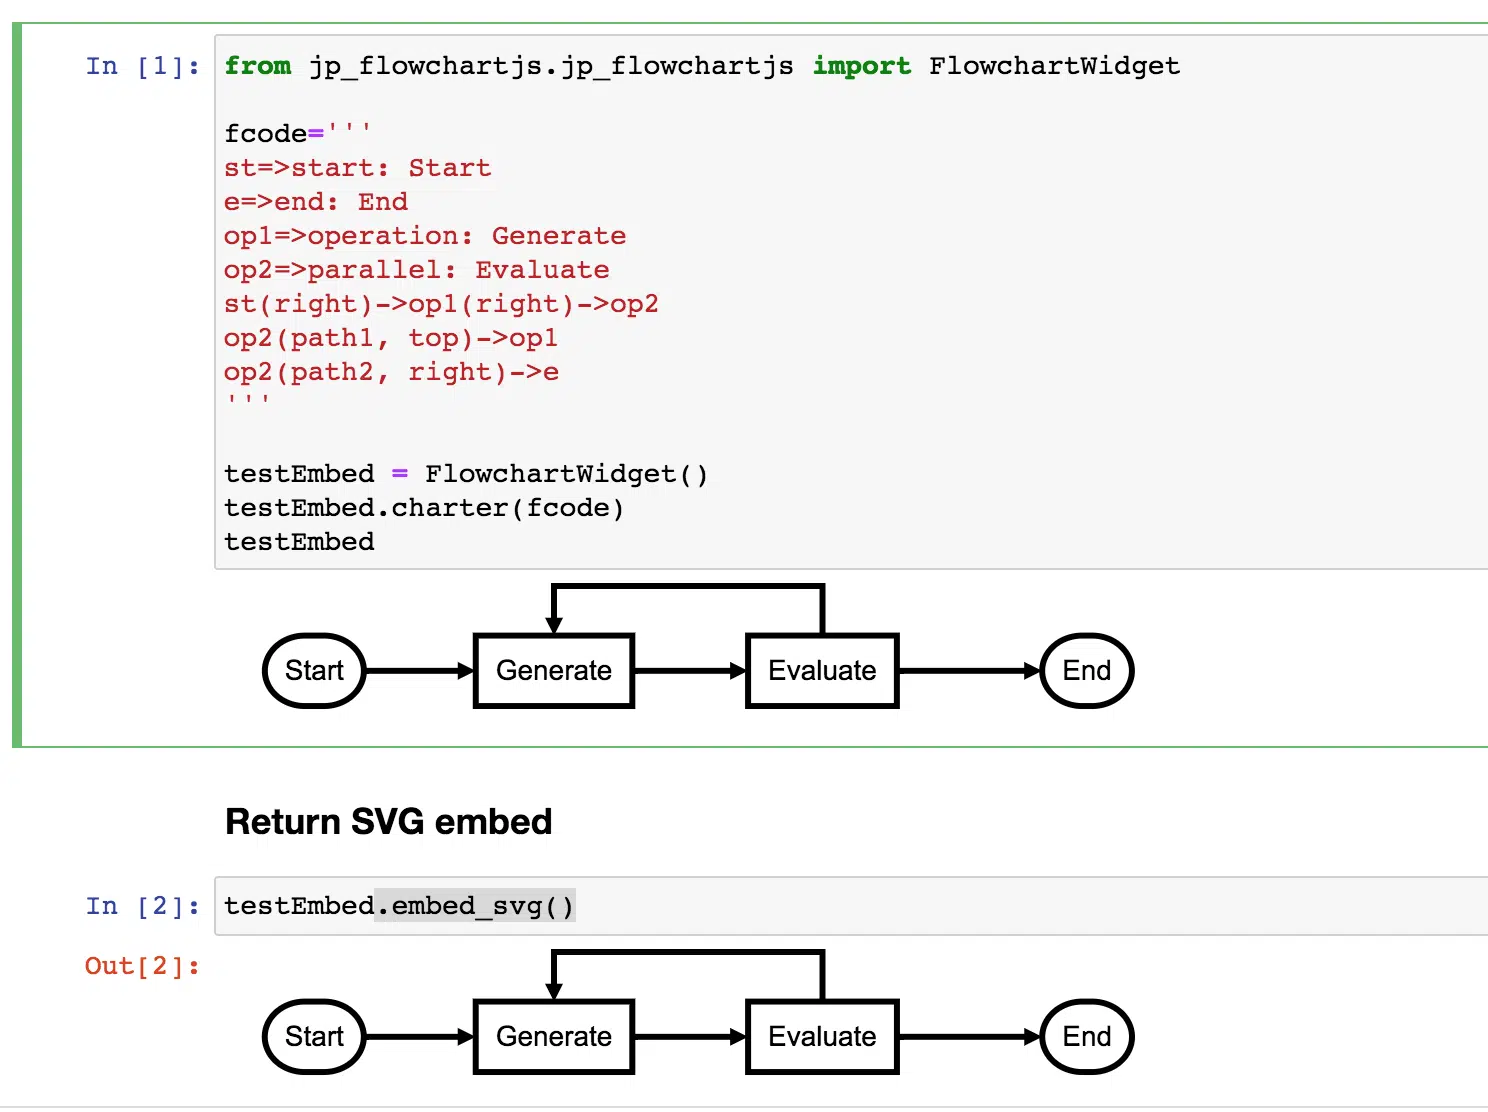 In [1]: from jp_flowchartjs.jp_flowchartjs import FlowchartWidget
fcode='''
st=>start: Start
e=>end: End
op1=>operation: Generate
op2=>parallel: Evaluate
st(right)->op1(right)->op2
op2(path1, top)->op1
op2(path2, right)->e
'''
testEmbed = FlowchartWidget()
testEmbed.charter(fcode)
testEmbed
Start Generate Evaluate End
Return SVG embed
In [2]: testEmbed.embed_svg()
Out[2]:
Start Generate Evaluate End